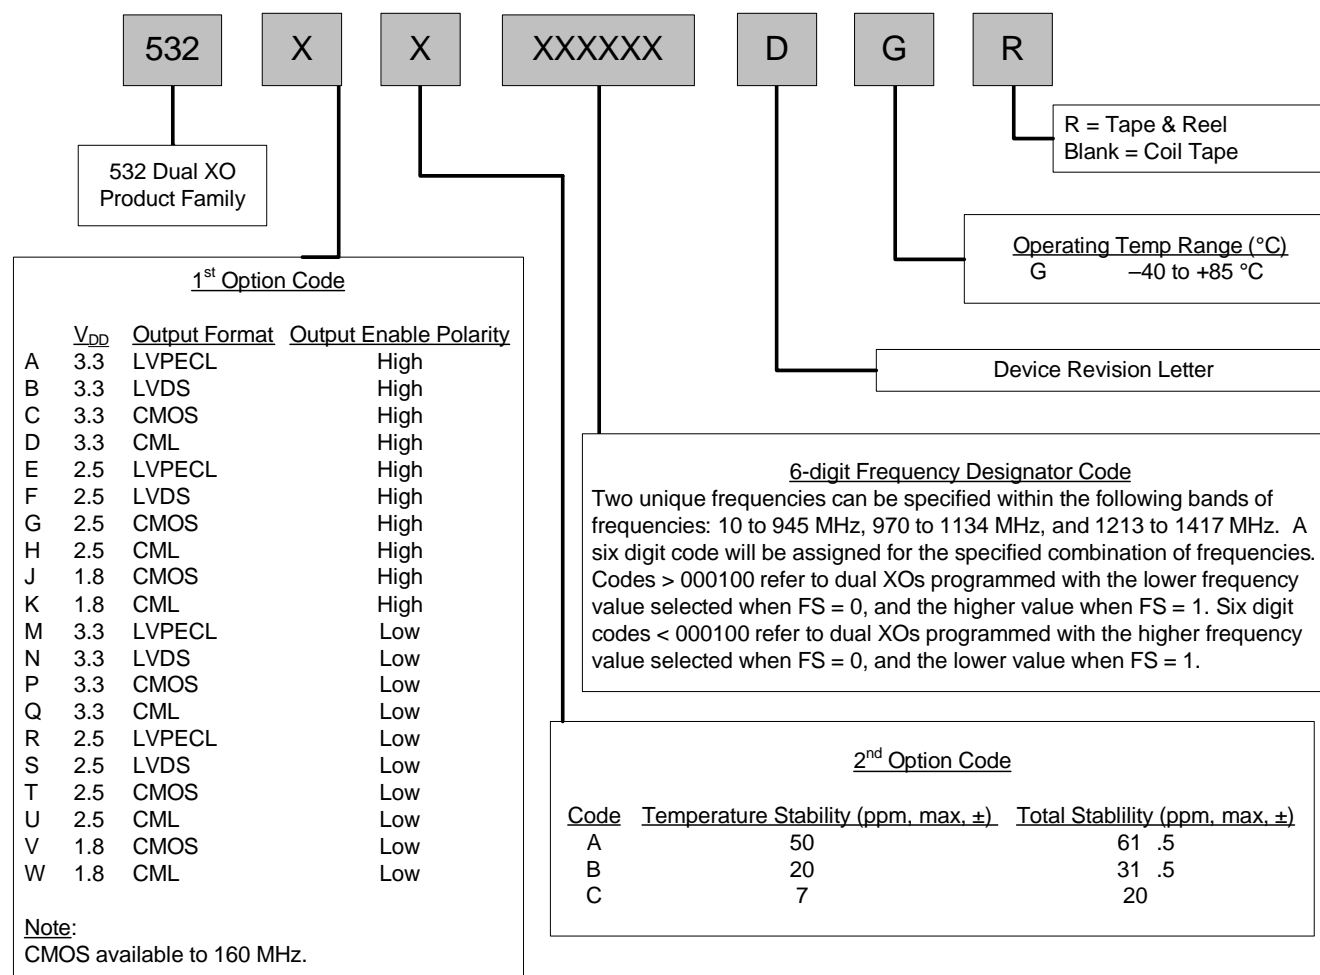 532 X X XXXXXX D G R
R = Tape & Reel
Blank = Coil Tape
532 Dual XO
Product Family
Operating Temp Range (°C)
G –40 to +85 °C
Device Revision Letter
1st Option Code
VDD Output Format Output Enable Polarity
A 3.3 LVPECL High
B 3.3 LVDS High
C 3.3 CMOS High
D 3.3 CML High
E 2.5 LVPECL High
F 2.5 LVDS High
G 2.5 CMOS High
H 2.5 CML High
J 1.8 CMOS High
K 1.8 CML High
M 3.3 LVPECL Low
N 3.3 LVDS Low
P 3.3 CMOS Low
Q 3.3 CML Low
R 2.5 LVPECL Low
S 2.5 LVDS Low
T 2.5 CMOS Low
U 2.5 CML Low
V 1.8 CMOS Low
W 1.8 CML Low
Note:
CMOS available to 160 MHz.
6-digit Frequency Designator Code
Two unique frequencies can be specified within the following bands of
frequencies: 10 to 945 MHz, 970 to 1134 MHz, and 1213 to 1417 MHz. A
six digit code will be assigned for the specified combination of frequencies.
Codes > 000100 refer to dual XOs programmed with the lower frequency
value selected when FS = 0, and the higher value when FS = 1. Six digit
codes < 000100 refer to dual XOs programmed with the higher frequency
value selected when FS = 0, and the lower value when FS = 1.
2nd Option Code
Code Temperature Stability (ppm, max, ±) Total Stablility (ppm, max, ±)
A 50 61 .5
B 20 31 .5
C 7 20